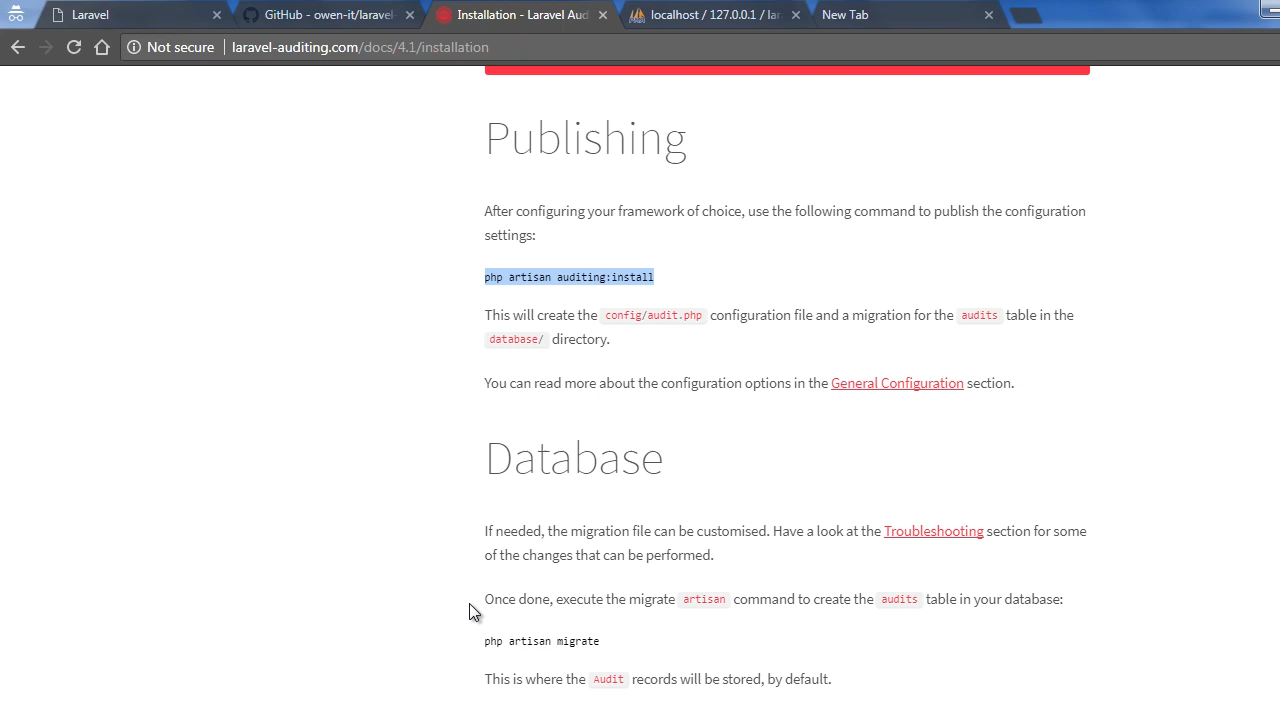 Laravel
GitHub - owen-it/laravel-
Installation - Laravel Aud
localhost / 127.0.0.1 / lar
New Tab
Not secure
laravel-auditing.com/docs/4.1/installation
Publishing
After configuring your framework of choice, use the following command to publish the configuration
settings:
php artisan auditing:install
This will create the config/audit.php configuration file and a migration for the audits table in the
database/ directory.
You can read more about the configuration options in the General Configuration section.
Database
If needed, the migration file can be customised. Have a look at the Troubleshooting section for some
of the changes that can be performed.
Once done, execute the migrate artisan command to create the audits table in your database:
php artisan migrate
This is where the Audit records will be stored, by default.